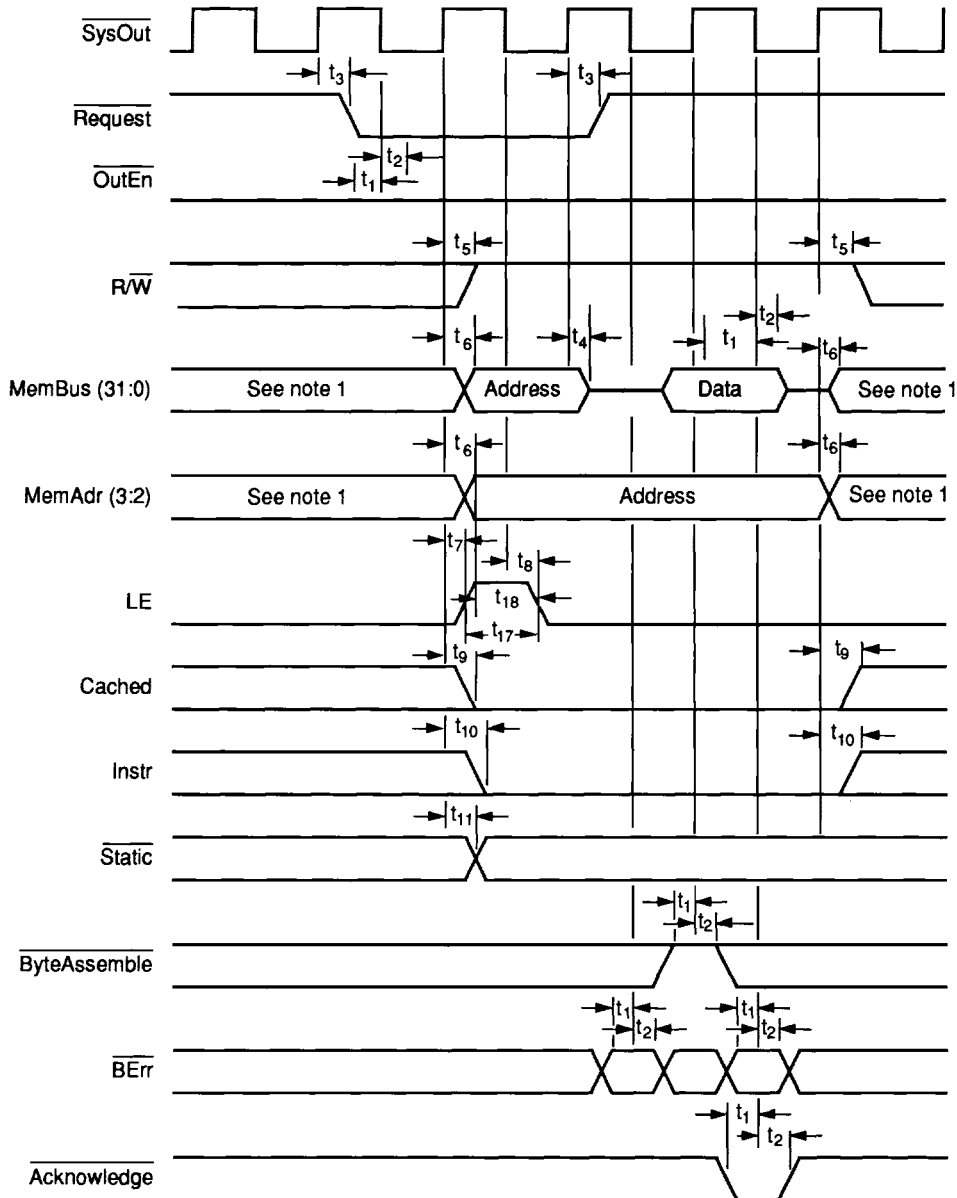 SysOut
t3 t3
Request
t2
OutEn t1
t5 t5
R/W
t2
t6 t4 t1 t6
MemBus (31:0) See note 1 Address Data See note 1
t6 t6
MemAdr (3:2) See note 1 Address See note 1
t7 t8
LE t18
t17
t9 t9
Cached
t10 t10
Instr
t11
Static
t1
t2
ByteAssemble
t1 t1
t2 t2
BErr
t1
t2
Acknowledge